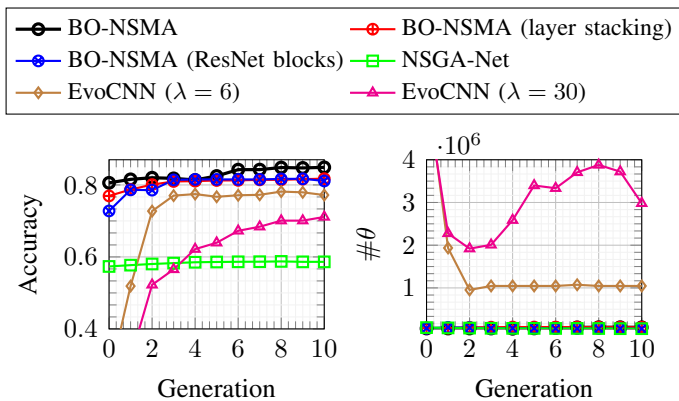 BO-NSMA
BO-NSMA (layer stacking)
BO-NSMA (ResNet blocks)
NSGA-Net
EvoCNN (λ = 6)
EvoCNN (λ = 30)
Accuracy
0.8
0.6
0.4
0 2 4 6 8 10
Generation
·10⁶
#θ
4
3
2
1
0 2 4 6 8 10
Generation